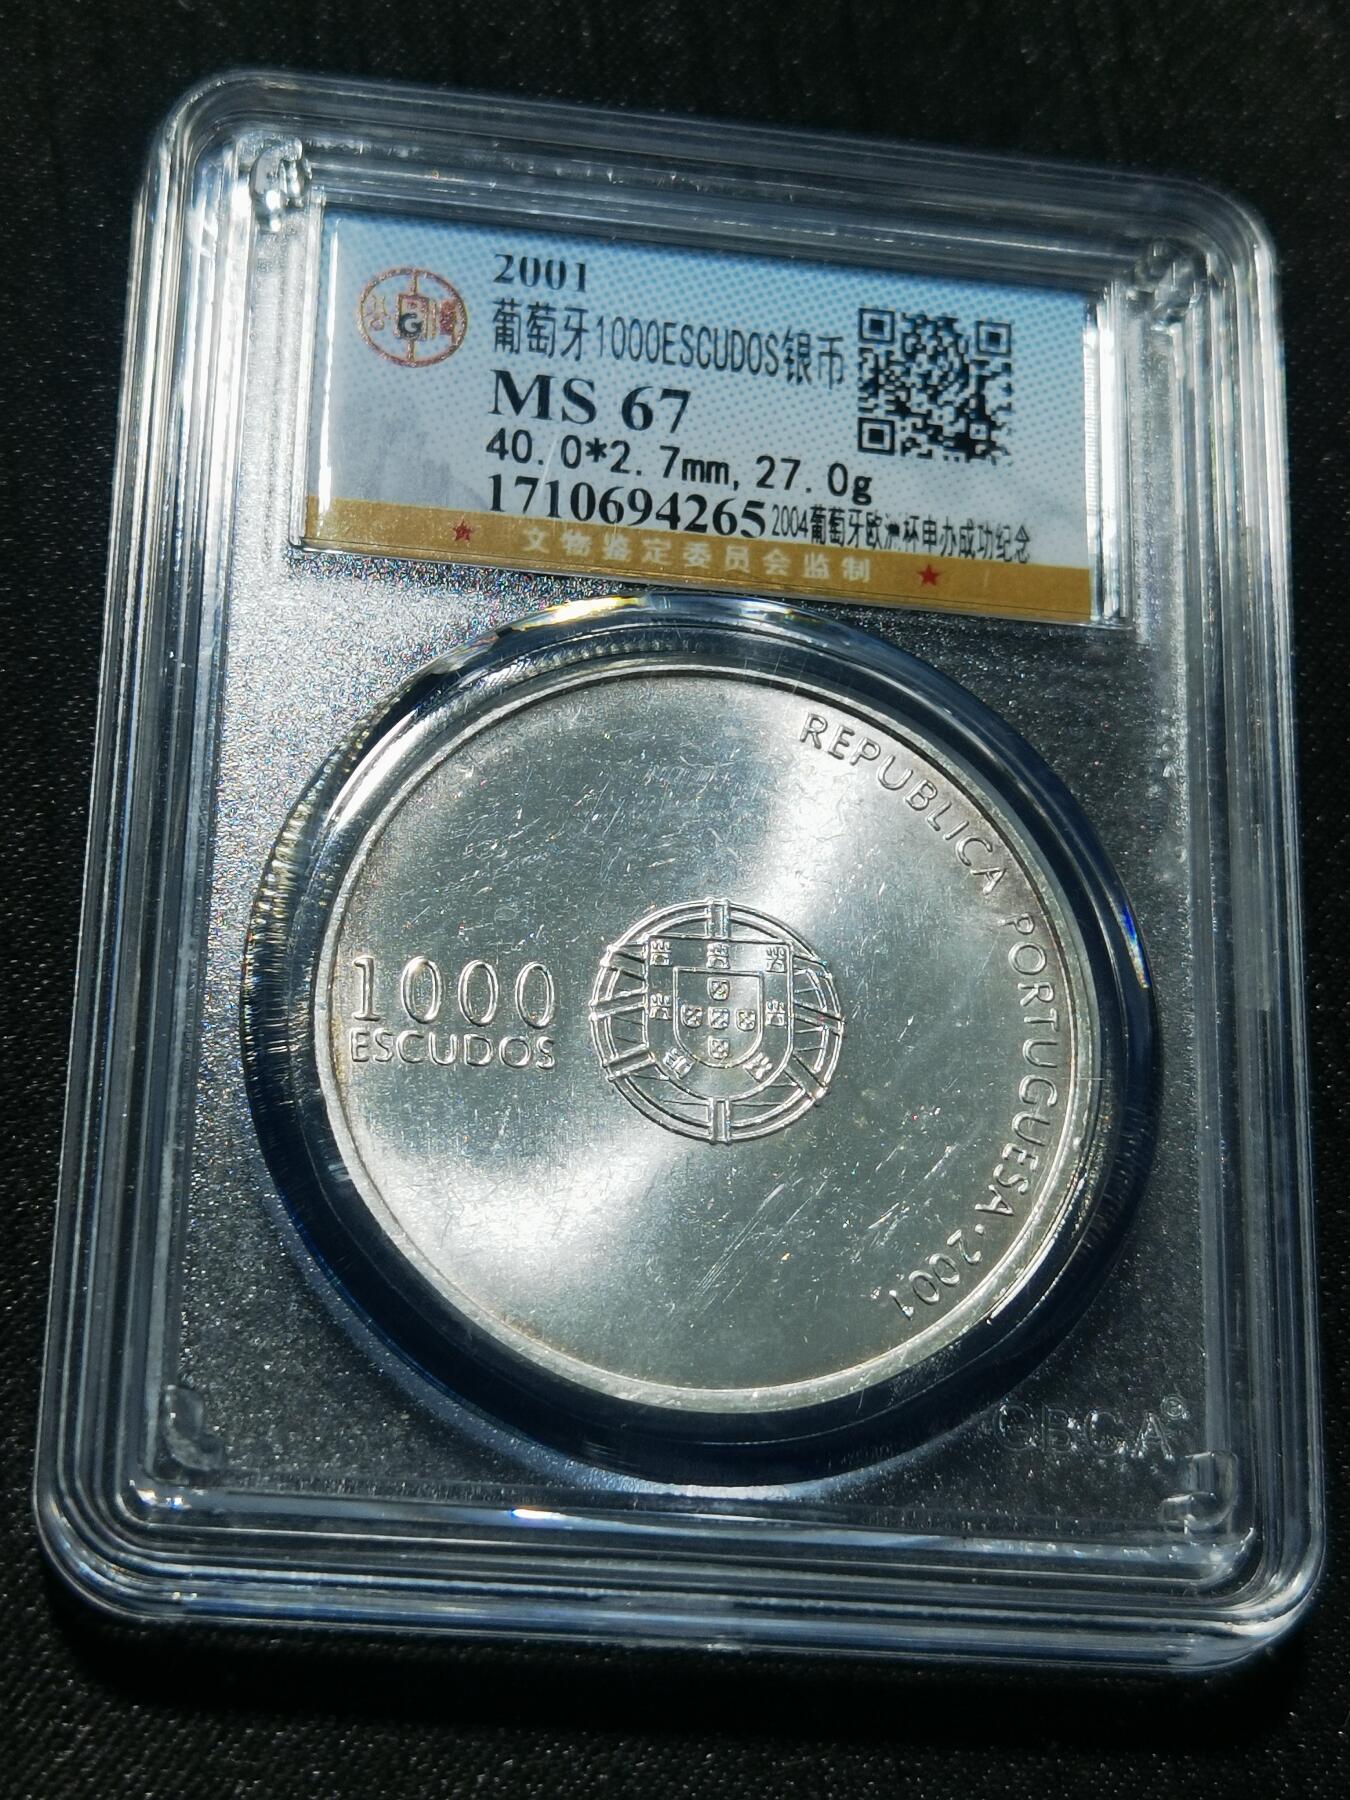 2001
葡萄牙1000ESCUDOS银币
MS 67
40.0*2.7mm,27.0g
1710694265 2004葡萄牙欧洲杯申办成功纪念
文物鉴定委员会监制
G
REPUBLICA PORTUGUESA·2001
1000
ESCUDOS
GBCA®